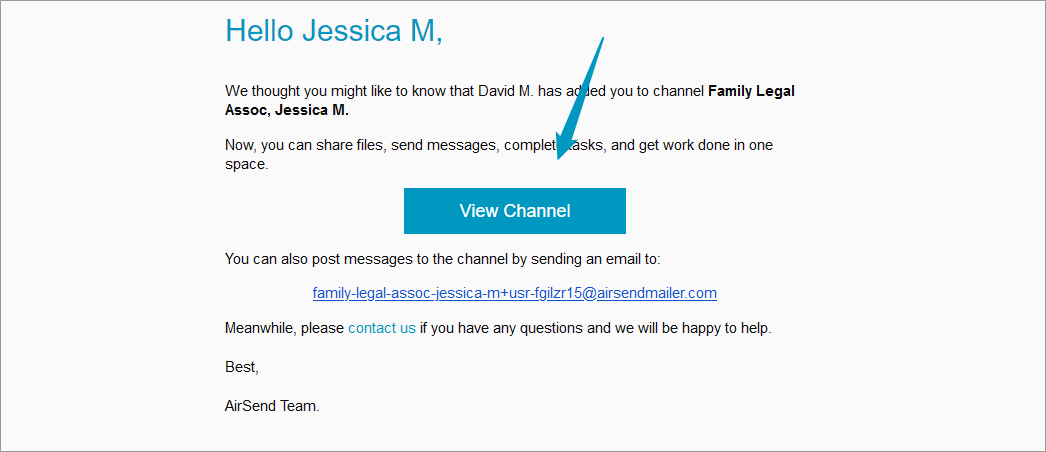 Hello Jessica M,
We thought you might like to know that David M. has added you to channel Family Legal
Assoc, Jessica M.
Now, you can share files, send messages, complete tasks, and get work done in one
space.
View Channel
You can also post messages to the channel by sending an email to:
family-legal-assoc-jessica-m+usr-fgilzr15@airsendmailer.com
Meanwhile, please contact us if you have any questions and we will be happy to help.
Best,
AirSend Team.